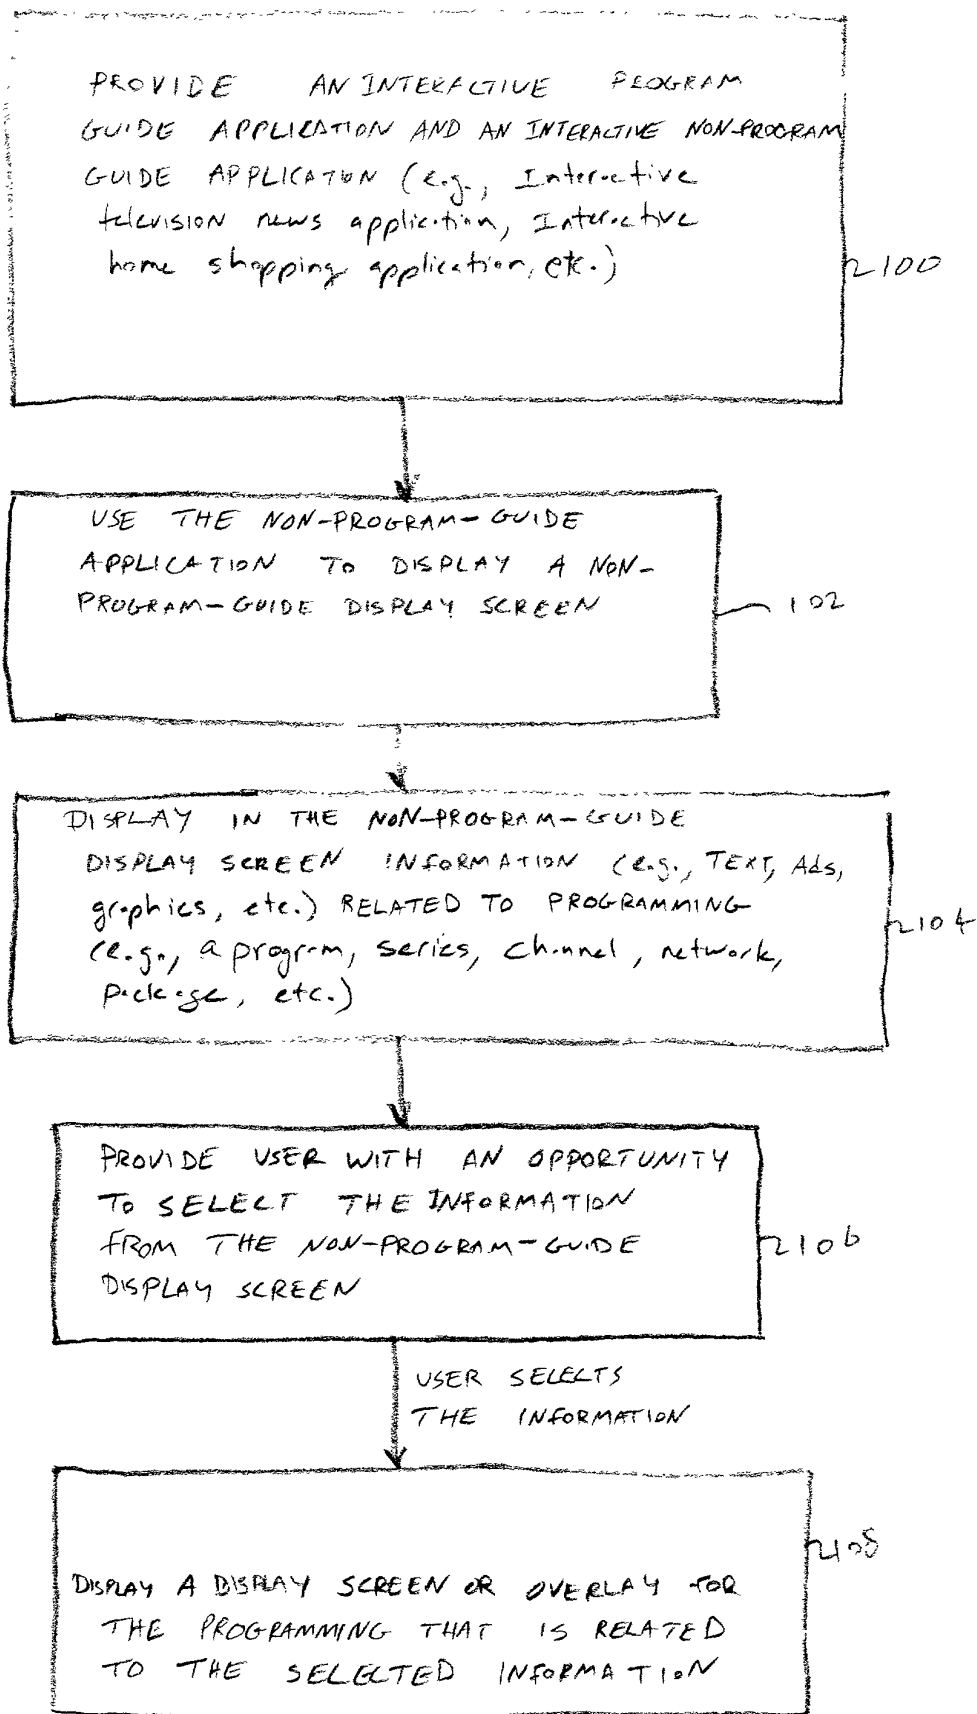 PROVIDE AN INTERACTIVE PROGRAM
GUIDE APPLICATION AND AN INTERACTIVE NON-PROGRAM
GUIDE APPLICATION (e.g., Interactive
television news application, Interactive
home shopping application, etc.)
100
USE THE NON-PROGRAM-GUIDE
APPLICATION TO DISPLAY A NON-
PROGRAM-GUIDE DISPLAY SCREEN
102
DISPLAY IN THE NON-PROGRAM-GUIDE
DISPLAY SCREEN INFORMATION (e.g., TEXT, Ads,
graphics, etc.) RELATED TO PROGRAMMING
(e.g., a program, series, channel, network,
package, etc.)
104
PROVIDE USER WITH AN OPPORTUNITY
TO SELECT THE INFORMATION
FROM THE NON-PROGRAM-GUIDE
DISPLAY SCREEN
106
USER SELECTS
THE INFORMATION
DISPLAY A DISPLAY SCREEN OR OVERLAY FOR
THE PROGRAMMING THAT IS RELATED
TO THE SELECTED INFORMATION
108